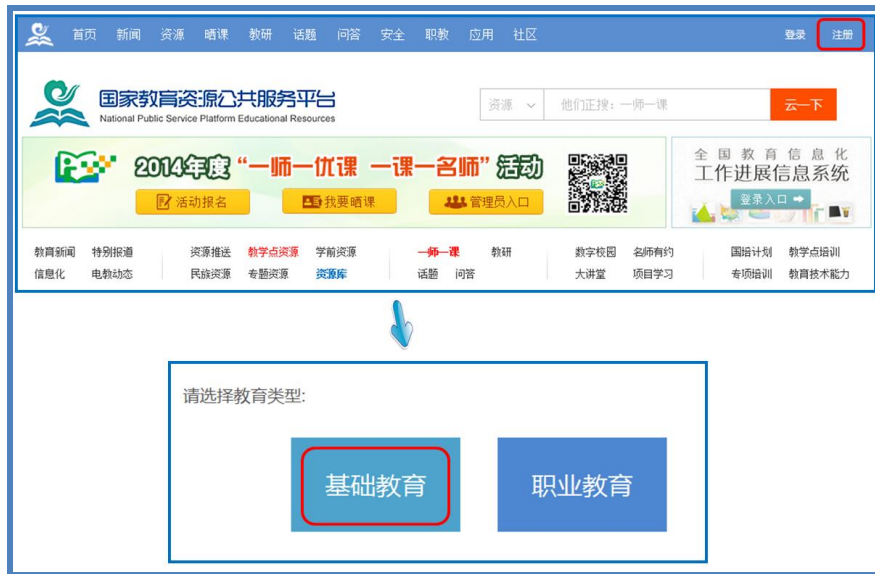 首页 新闻 资源 晒课 教研 话题 问答 安全 职教 应用 社区 登录 注册
国家教育资源公共服务平台
National Public Service Platform Educational Resources
资源 他们正搜：一师一课 云一下
2014年度“一师一优课 一课一名师”活动
活动报名 我要晒课 管理员入口
全国教育信息化
工作进展信息系统
登录入口
教育新闻 特别报道 资源推送 教学点资源 学前资源 一师一课 教研 数字校园 名师有约 国培计划 教学点培训
信息化 电教动态 民族资源 专题资源 资源库 话题 问答 大讲堂 项目学习 专项培训 教育技术能力
请选择教育类型:
基础教育 职业教育